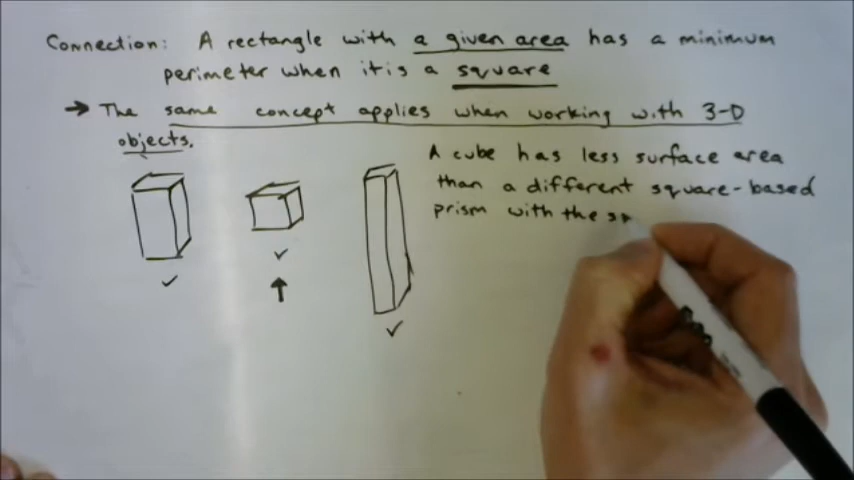 Connection: A rectangle with a given area has a minimum
perimeter when it is a square
→ The same concept applies when working with 3-D
objects.
A cube has less surface area
than a different square-based
prism with the s